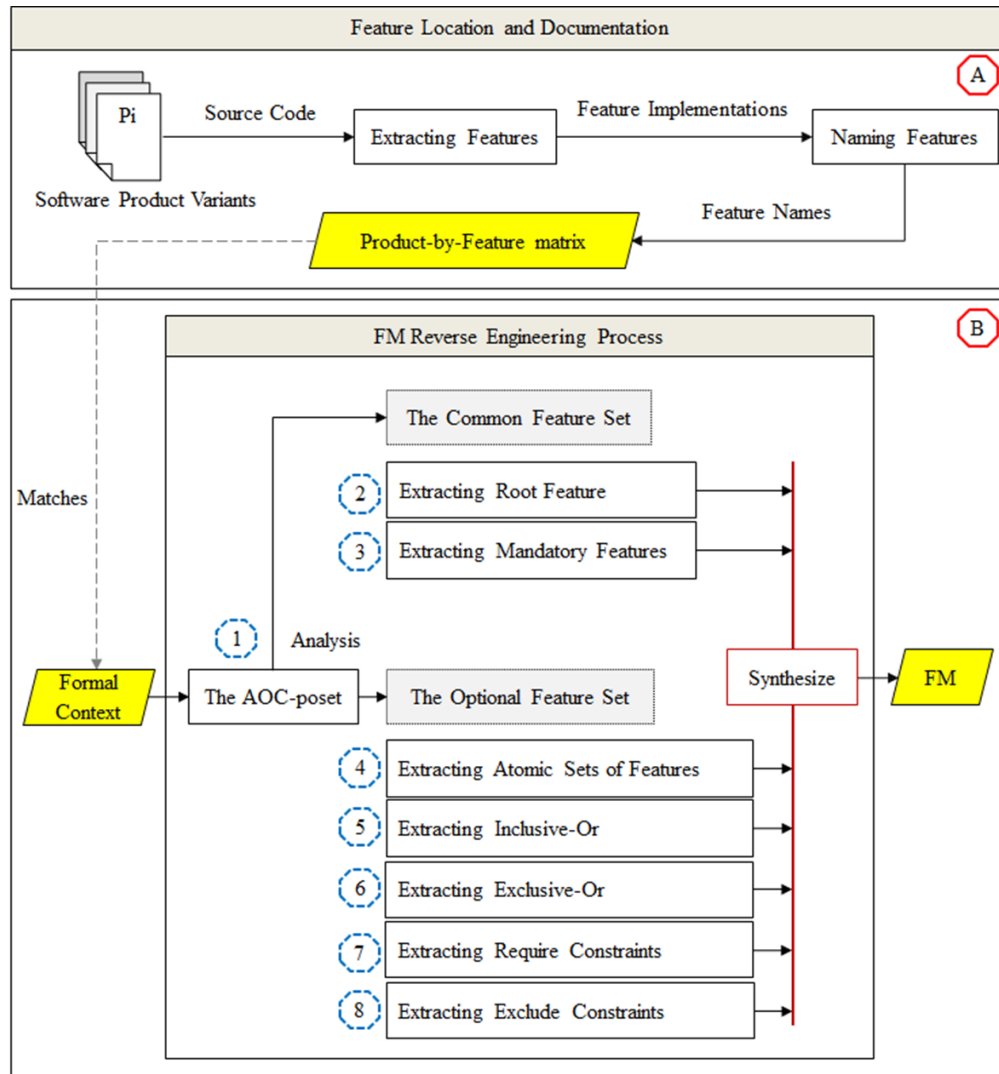 Feature Location and Documentation
A
Pi
Source Code
Extracting Features
Feature Implementations
Naming Features
Software Product Variants
Feature Names
Product-by-Feature matrix
B
FM Reverse Engineering Process
The Common Feature Set
Matches
2
Extracting Root Feature
3
Extracting Mandatory Features
1
Analysis
Formal
Context
The AOC-poset
The Optional Feature Set
Synthesize
FM
4
Extracting Atomic Sets of Features
5
Extracting Inclusive-Or
6
Extracting Exclusive-Or
7
Extracting Require Constraints
8
Extracting Exclude Constraints